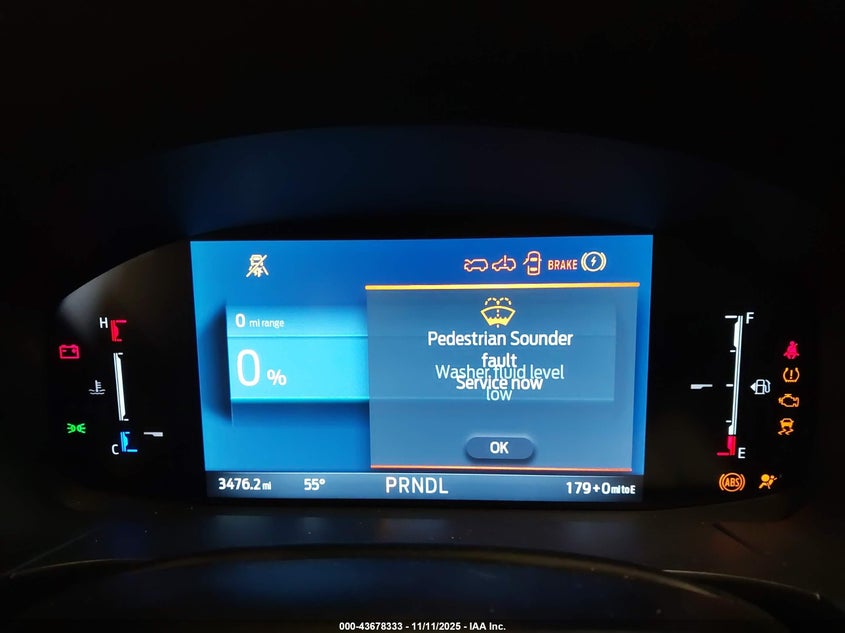 BRAKE
0 mi range
0 %
Pedestrian Sounder
fault
Washer fluid level
Service now
low
OK
H
C
F
E
ABS
3476.2 mi 55° PRNDL 179+0 mi to E
000-43678333 - 11/11/2025 - IAA Inc.